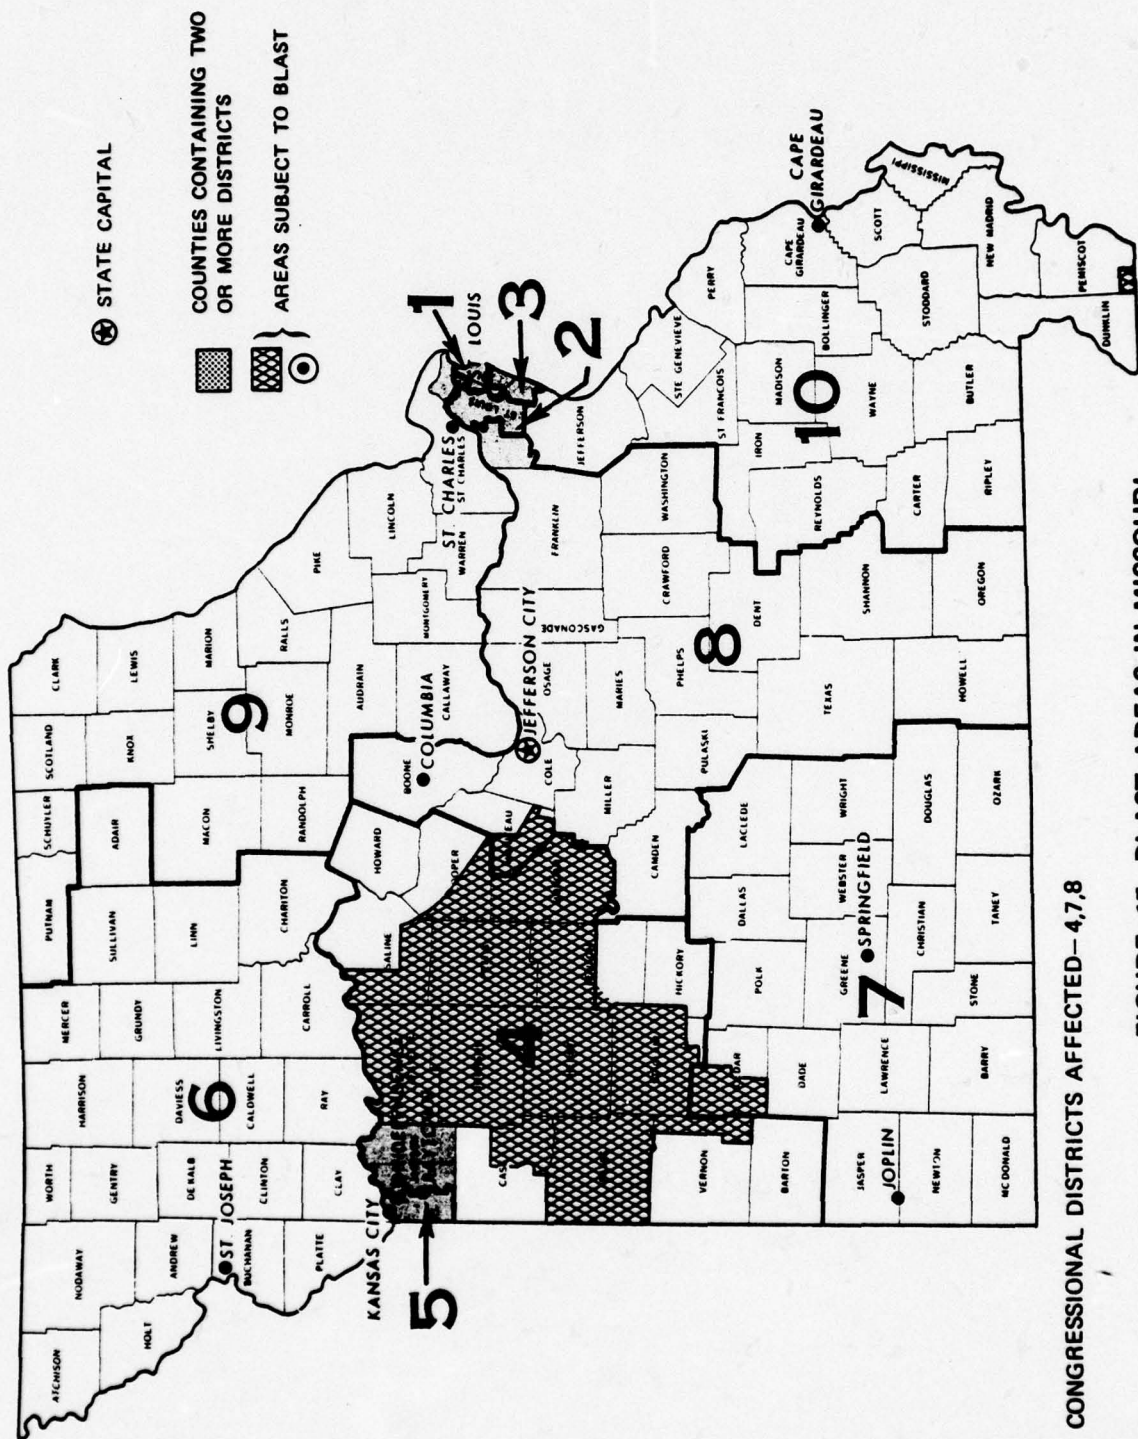 STATE CAPITAL
COUNTIES CONTAINING TWO
OR MORE DISTRICTS
AREAS SUBJECT TO BLAST
ATCHISON
NODAWAY
WORTH
HARRISON
MERCER
PUTNAM
SCHUYLER
SCOTLAND
CLARK
HOLT
ANDREW
GENTRY
DE KALB
DAVIESS
GRUNDY
SULLIVAN
ADAIR
KNOX
LEWIS
6
ST. JOSEPH
BUCHANAN
CLINTON
CALDWELL
LIVINGSTON
LINN
MACON
SHELBY
MARION
9
PLATTE
CLAY
RAY
CARROLL
CHARITON
RANDOLPH
MONROE
RALLS
PIKE
KANSAS CITY
5
SALINE
HOWARD
BOONE
COLUMBIA
AUDRAIN
CALLAWAY
MONTGOMERY
LINCOLN
WARREN
ST. CHARLES
ST CHARLES
1
LOUIS
ST LOUIS
3
2
4
COLE
JEFFERSON CITY
OSAGE
GASCONADE
FRANKLIN
JEFFERSON
HICKORY
CAMDEN
MILLER
MARIES
PHELPS
8
CRAWFORD
WASHINGTON
STE GENEVIEVE
ST FRANCOIS
PERRY
VERNON
BARTON
DADE
POLK
DALLAS
LACLEDE
PULASKI
DENT
IRON
MADISON
BOLLINGER
CAPE
GIRARDEAU
CAPE
GIRARDEAU
JASPER
JOPLIN
LAWRENCE
7
GREENE
SPRINGFIELD
WEBSTER
WRIGHT
TEXAS
SHANNON
REYNOLDS
10
WAYNE
CARTER
STODDARD
SCOTT
MISSISSIPPI
NEWTON
MC DONALD
BARRY
STONE
CHRISTIAN
TANEY
DOUGLAS
OZARK
HOWELL
OREGON
RIPLEY
BUTLER
NEW MADRID
DUNKLIN
PEMISCOT
CONGRESSIONAL DISTRICTS AFFECTED—4,7,8